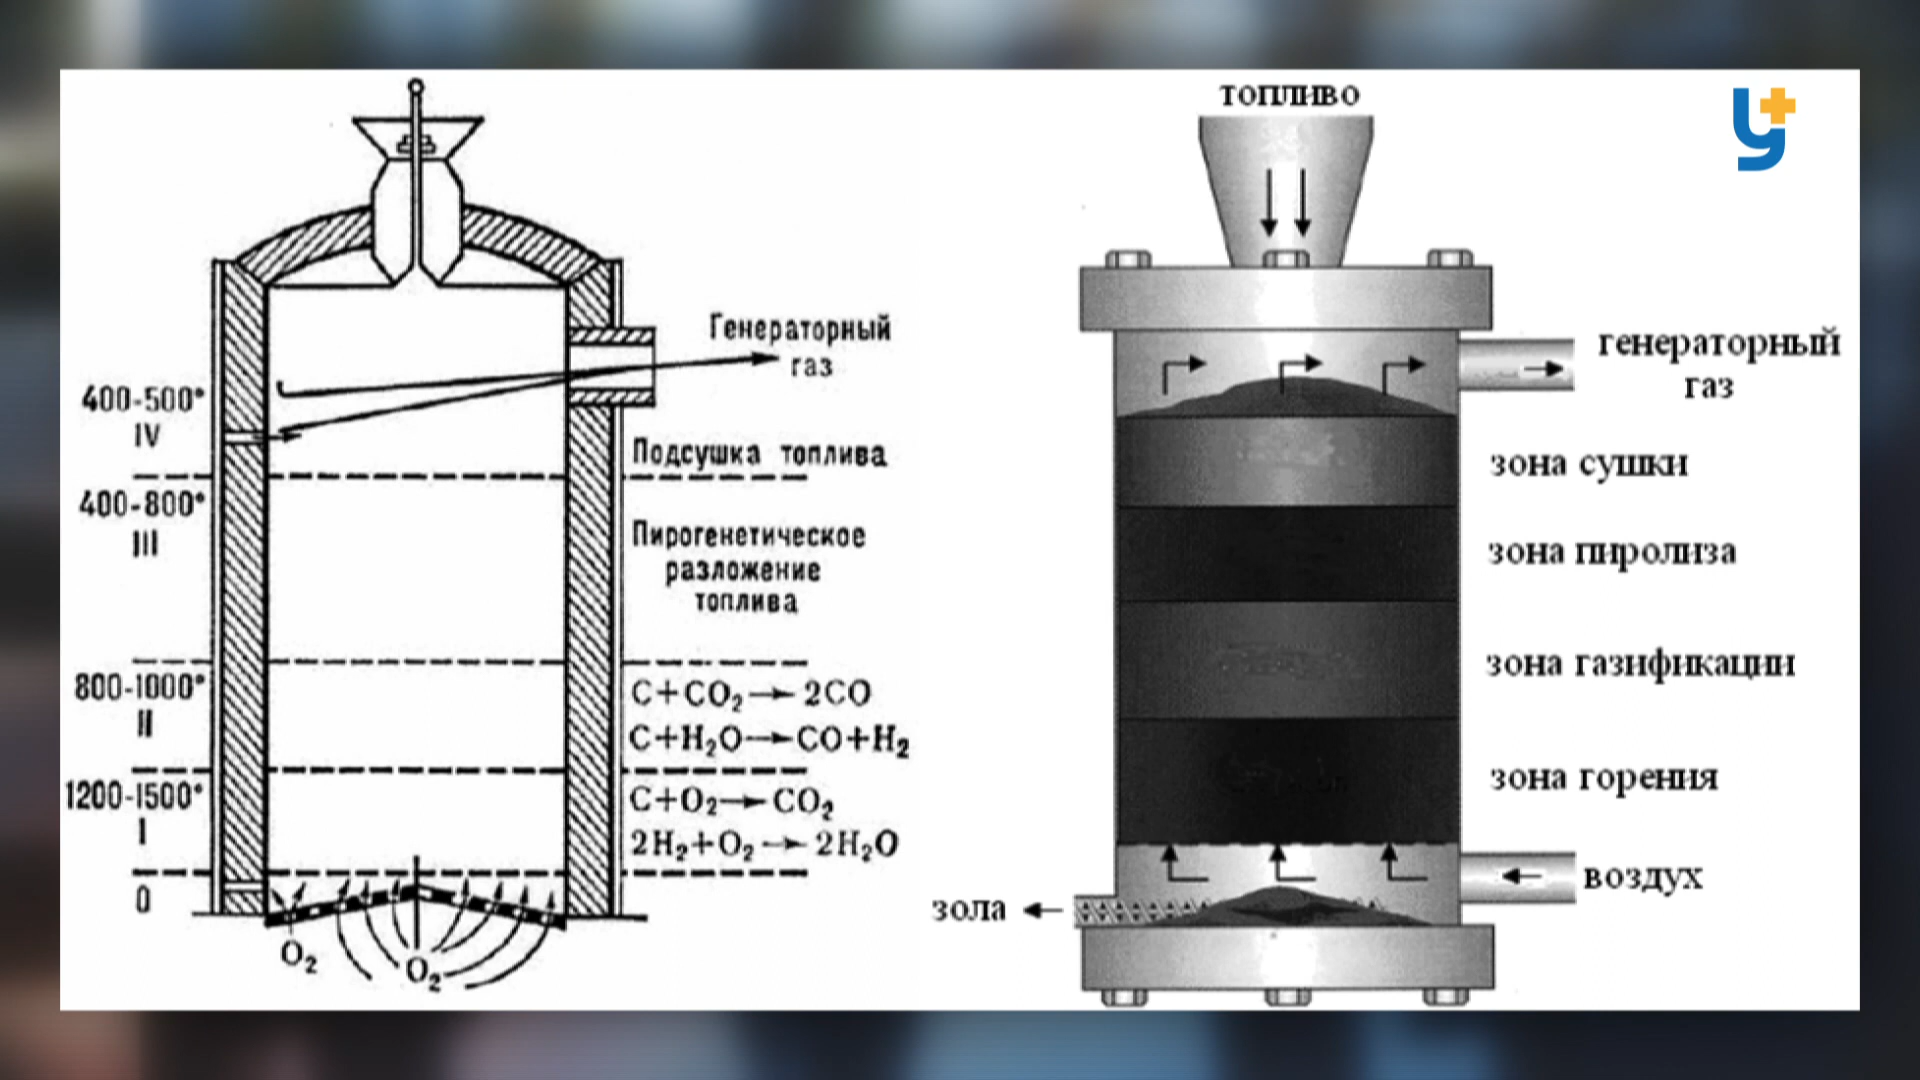 Генераторный
газ
400-500°
IV
Подсушка топлива
400-800°
III
Пирогенетическое
разложение
топлива
800-1000°
II
C+CO₂→2CO
C+H₂O→CO+H₂
1200-1500°
I
C+O₂→CO₂
2H₂+O₂→2H₂O
0
O₂
O₂
топливо
генераторный
газ
зона сушки
зона пиролиза
зона газификации
зона горения
воздух
зола
У+